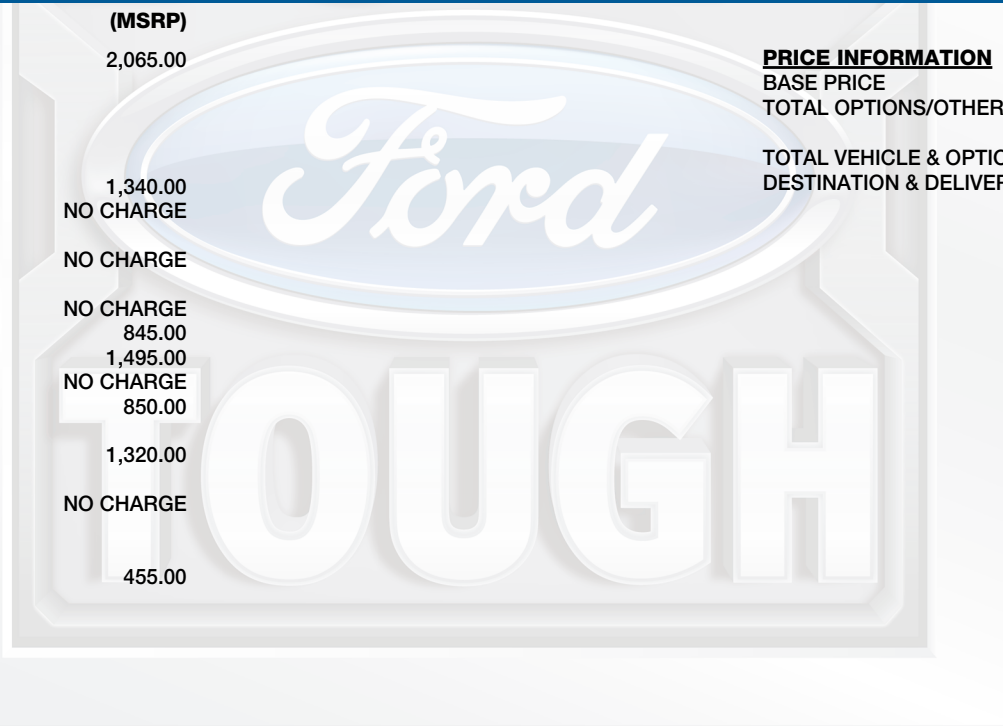 (MSRP)
2,065.00
1,340.00
NO CHARGE
NO CHARGE
NO CHARGE
845.00
1,495.00
NO CHARGE
850.00
1,320.00
NO CHARGE
455.00
PRICE INFORMATION
BASE PRICE
TOTAL OPTIONS/OTHER
TOTAL VEHICLE & OPTIO
DESTINATION & DELIVER
Ford
TOUGH